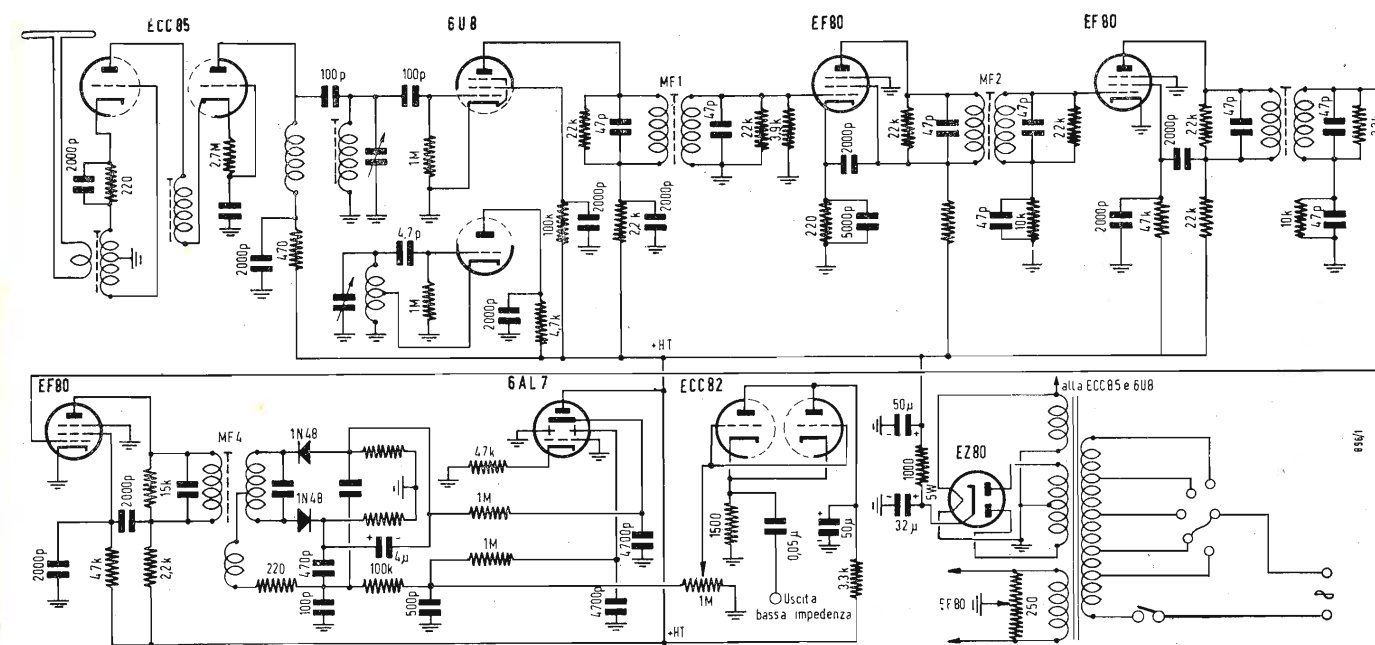 ECC85
6U8
EF80
EF80
2000p
220
2,7M
2000p
470
100p
100p
1M
4,7p
1M
2000p
4,7k
100k
2000p
22k
47p
MF1
47p
22k
3,9k
2,2k
2000p
2000p
220
5000p
22k
47p
MF2
47p
22k
47p
10k
2000p
22k
47p
47p
2000p
47k
22k
10k
47p
+HT
EF80
6AL7
ECC82
alla ECC85 e 6U8
2000p
47k
2000p
15k
2,2k
MF4
1N48
1N48
220
470p
100p
4µ
100k
500p
47k
1M
1M
4700p
4700p
1M
1500
0,05µ
50µ
3,3k
Uscita
bassa impedenza
50µ
1000
5W
32µ
EZ80
EF80
250
+HT
896/1